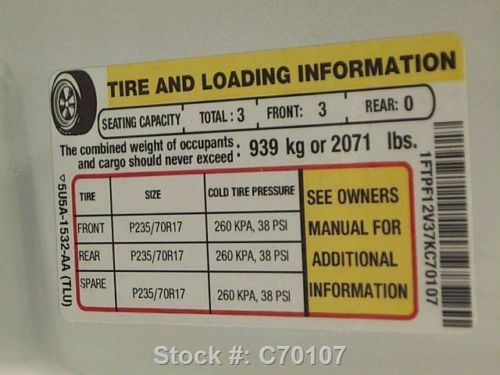 TIRE AND LOADING INFORMATION
SEATING CAPACITY TOTAL : 3 FRONT: 3 REAR: 0
The combined weight of occupants
and cargo should never exceed : 939 kg or 2071 lbs.
TIRE SIZE COLD TIRE PRESSURE
FRONT P235/70R17 260 KPA, 38 PSI
REAR P235/70R17 260 KPA, 38 PSI
SPARE P235/70R17 260 KPA, 38 PSI
SEE OWNERS
MANUAL FOR
ADDITIONAL
INFORMATION
5U5A-1532-AA (TLU)
1FTPF12V37KC70107
Stock #: C70107